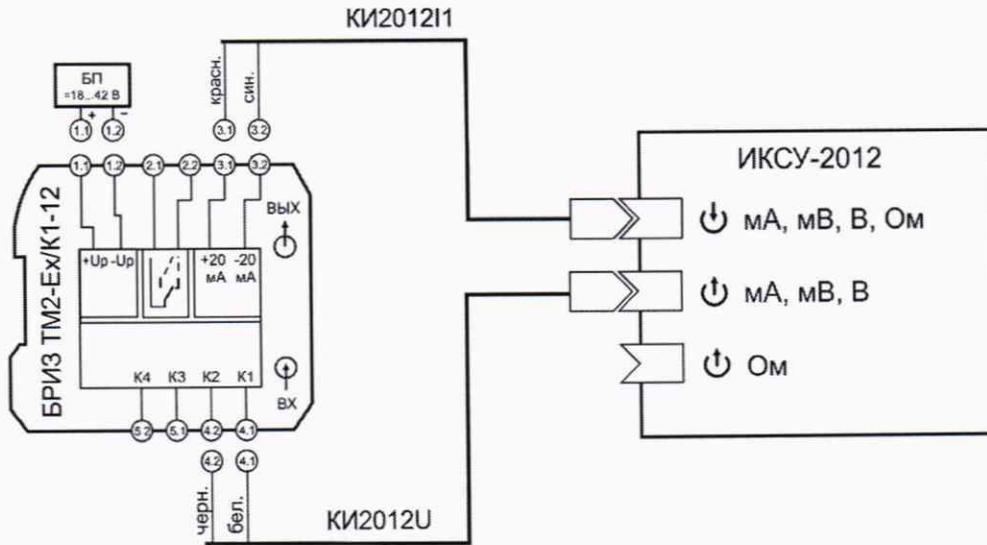 КИ2012I1
БП
=18...42 В
+ −
1.1 1.2
красн.
син.
3.1 3.2
1.1 1.2 2.1 2.2 3.1 3.2
БРИЗ ТМ2-Ех/К1-12
ВЫХ
+Uр -Uр
+20 мА
-20 мА
К4 К3 К2 К1
ВХ
5.2 5.1 4.2 4.1
4.2 4.1
черн.
бел.
КИ2012U
ИКСУ-2012
мА, мВ, В, Ом
мА, мВ, В
Ом